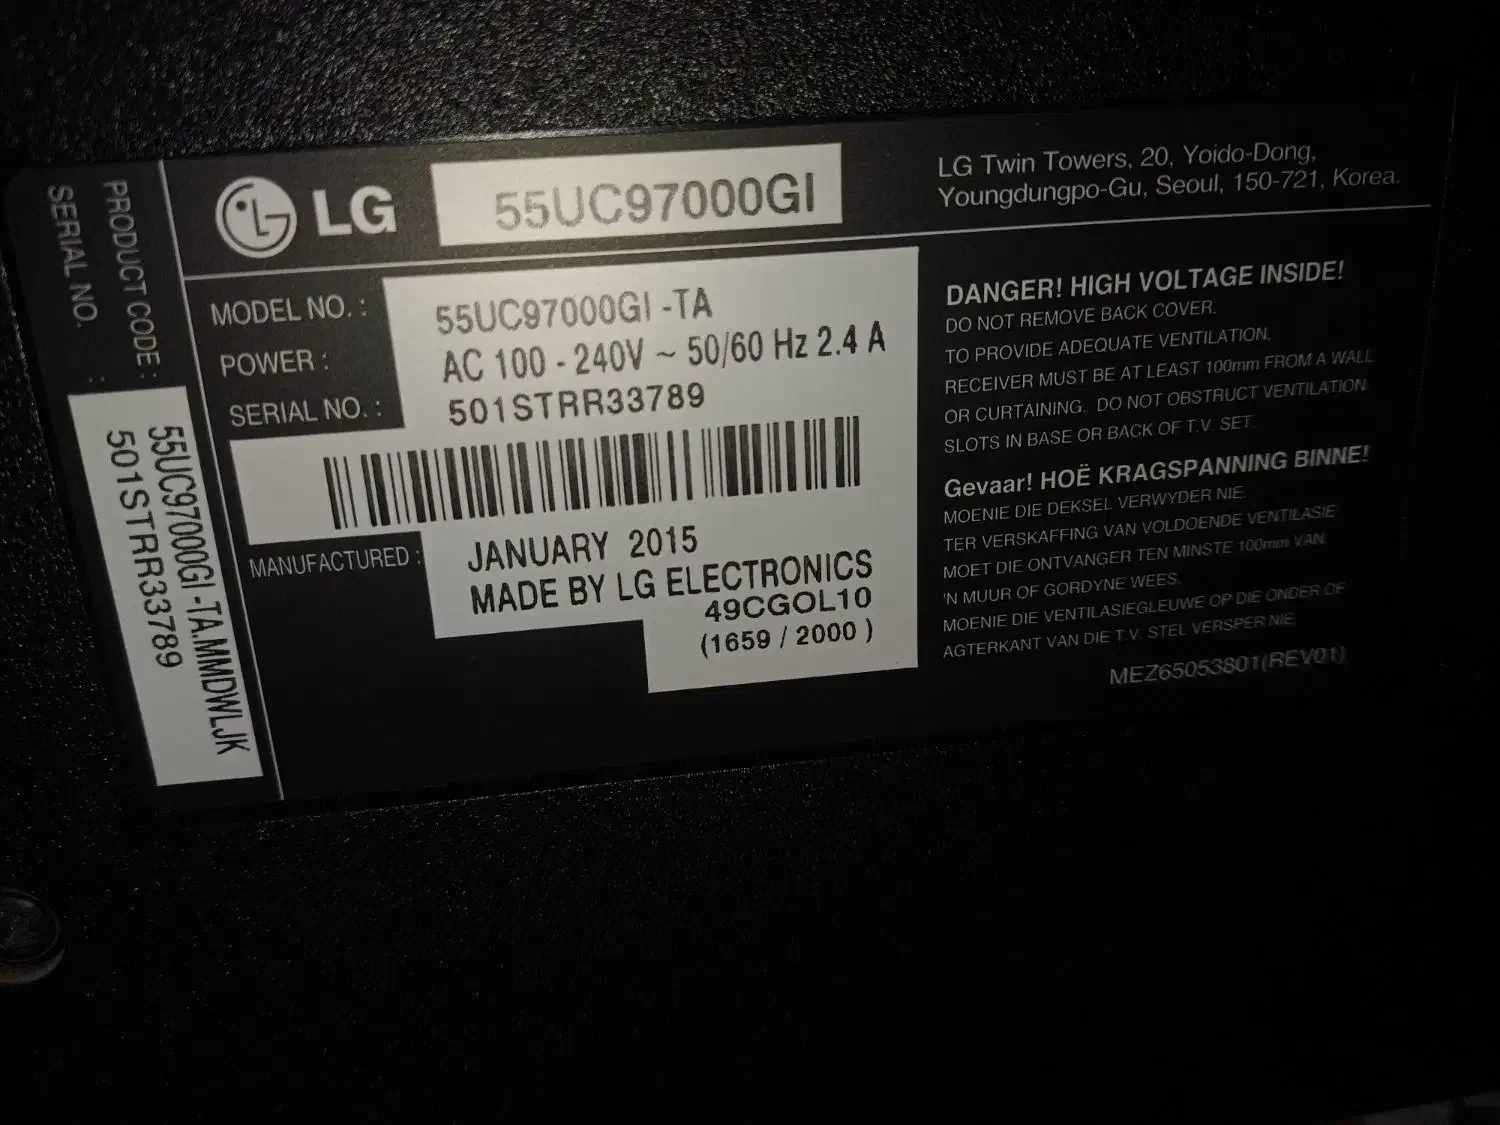 LG
55UC97000GI
LG Twin Towers, 20, Yoido-Dong,
Youngdungpo-Gu, Seoul, 150-721, Korea.
MODEL NO. : 55UC97000GI -TA
POWER : AC 100 - 240V ~ 50/60 Hz 2.4 A
SERIAL NO. : 501STRR33789
MANUFACTURED : JANUARY 2015
MADE BY LG ELECTRONICS
49CGOL10
(1659 / 2000 )
DANGER! HIGH VOLTAGE INSIDE!
DO NOT REMOVE BACK COVER.
TO PROVIDE ADEQUATE VENTILATION,
RECEIVER MUST BE AT LEAST 100mm FROM A WALL
OR CURTAINING. DO NOT OBSTRUCT VENTILATION
SLOTS IN BASE OR BACK OF T.V. SET.
Gevaar! HOË KRAGSPANNING BINNE!
MOENIE DIE DEKSEL VERWYDER NIE.
TER VERSKAFFING VAN VOLDOENDE VENTILASIE
MOET DIE ONTVANGER TEN MINSTE 100mm VAN
'N MUUR OF GORDYNE WEES.
MOENIE DIE VENTILASIEGLEUWE OP DIE ONDER OF
AGTERKANT VAN DIE T.V. STEL VERSPER NIE
MEZ65053801(REV01)
PRODUCT CODE : 55UC97000GI -TA.MMDWLJK
SERIAL NO. : 501STRR33789